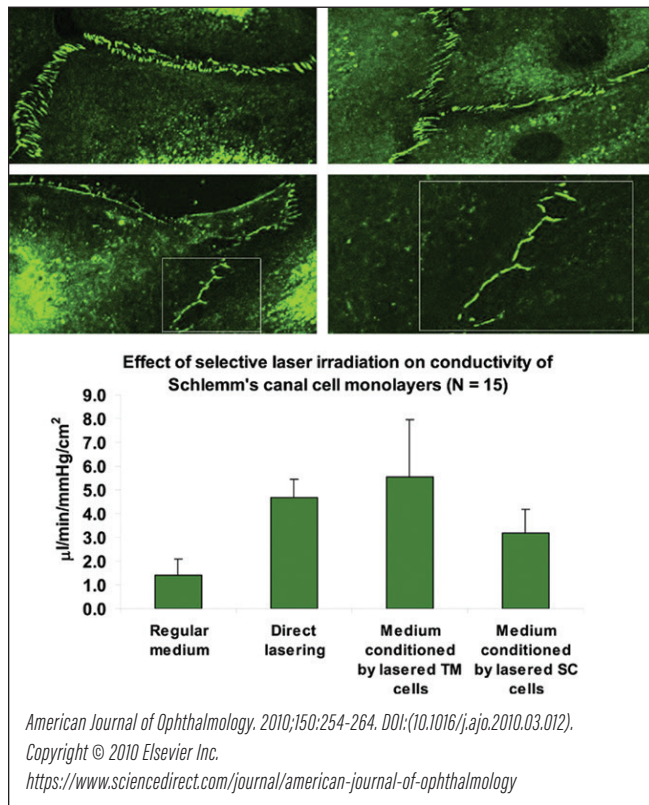 Effect of selective laser irradiation on conductivity of
Schlemm's canal cell monolayers (N = 15)
µl/min/mmHg/cm²
9.0
8.0
7.0
6.0
5.0
4.0
3.0
2.0
1.0
0.0
Regular
medium
Direct
lasering
Medium
conditioned
by lasered TM
cells
Medium
conditioned
by lasered SC
cells
American Journal of Ophthalmology. 2010;150:254-264. DOI:(10.1016/j.ajo.2010.03.012).
Copyright © 2010 Elsevier Inc.
https://www.sciencedirect.com/journal/american-journal-of-ophthalmology